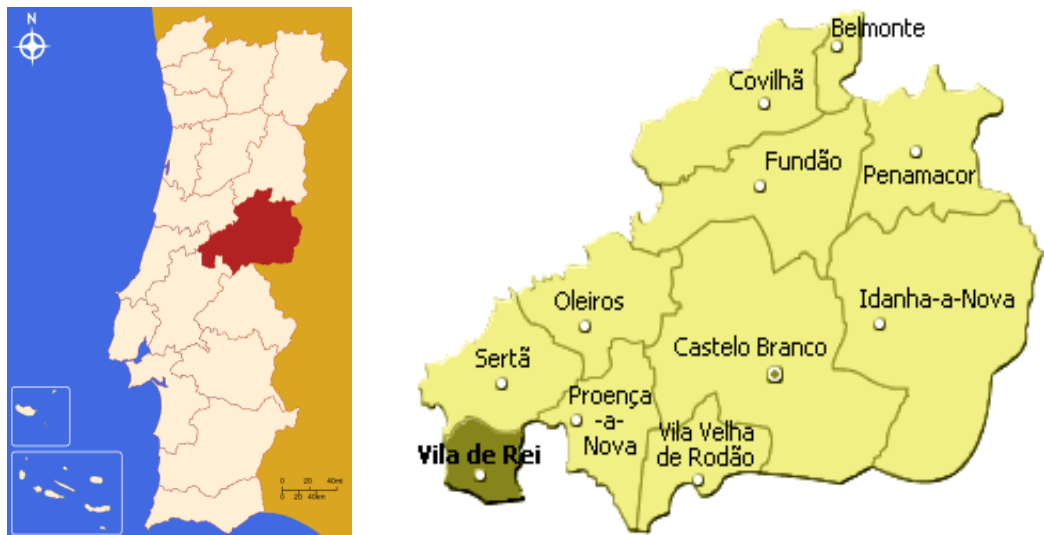 N
0 20 40mi
0 20 40km
Belmonte
Covilhã
Fundão
Penamacor
Idanha-a-Nova
Oleiros
Castelo Branco
Sertã
Proença
-a-
Nova
Vila Velha
de Rodão
Vila de Rei